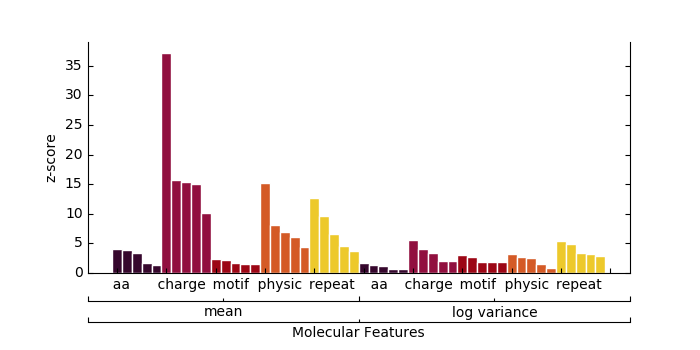 35
30
25
20
15
10
5
0
z-score
aa charge motif physic repeat aa charge motif physic repeat
mean log variance
Molecular Features